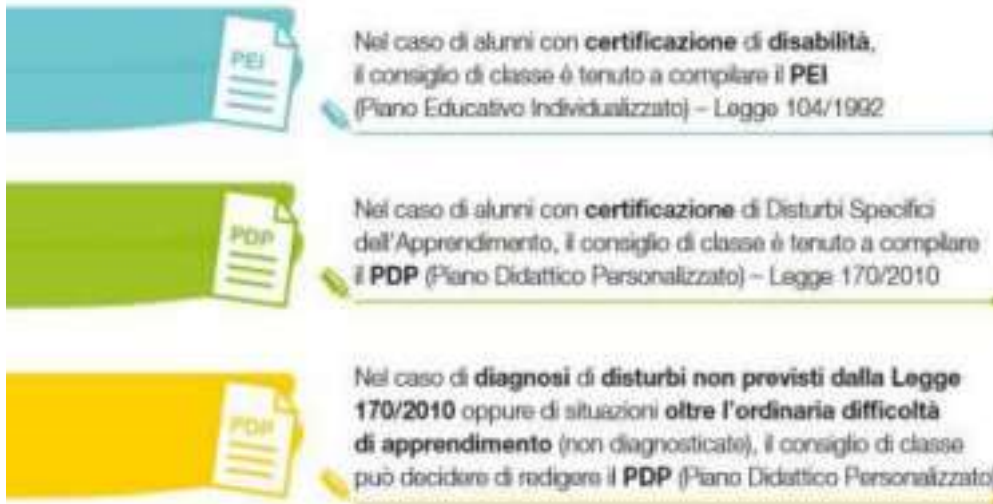 PEI
Nel caso di alunni con certificazione di disabilità,
il consiglio di classe è tenuto a compilare il PEI
(Piano Educativo Individualizzato) – Legge 104/1992
PDP
Nel caso di alunni con certificazione di Disturbi Specifici
dell'Apprendimento, il consiglio di classe è tenuto a compilare
il PDP (Piano Didattico Personalizzato) – Legge 170/2010
PDP
Nel caso di diagnosi di disturbi non previsti dalla Legge
170/2010 oppure di situazioni oltre l'ordinaria difficoltà
di apprendimento (non diagnosticate), il consiglio di classe
può decidere di redigere il PDP (Piano Didattico Personalizzato)